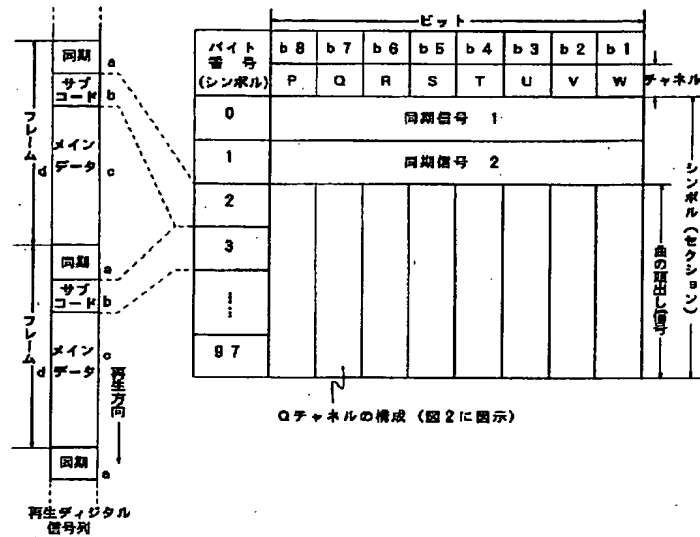 同期 a
サブコード b
メインデータ c
フレーム d
同期 a
サブコード b
メインデータ c
フレーム d
再生方向
同期 a
再生ディジタル
信号列
ビット
バイト番号(シンボル) b8 b7 b6 b5 b4 b3 b2 b1
P Q R S T U V W チャネル
0 同期信号 1
1 同期信号 2
2
3
97
曲の頭出し信号
シンボル(セクション)
Qチャネルの構成(図2に図示)